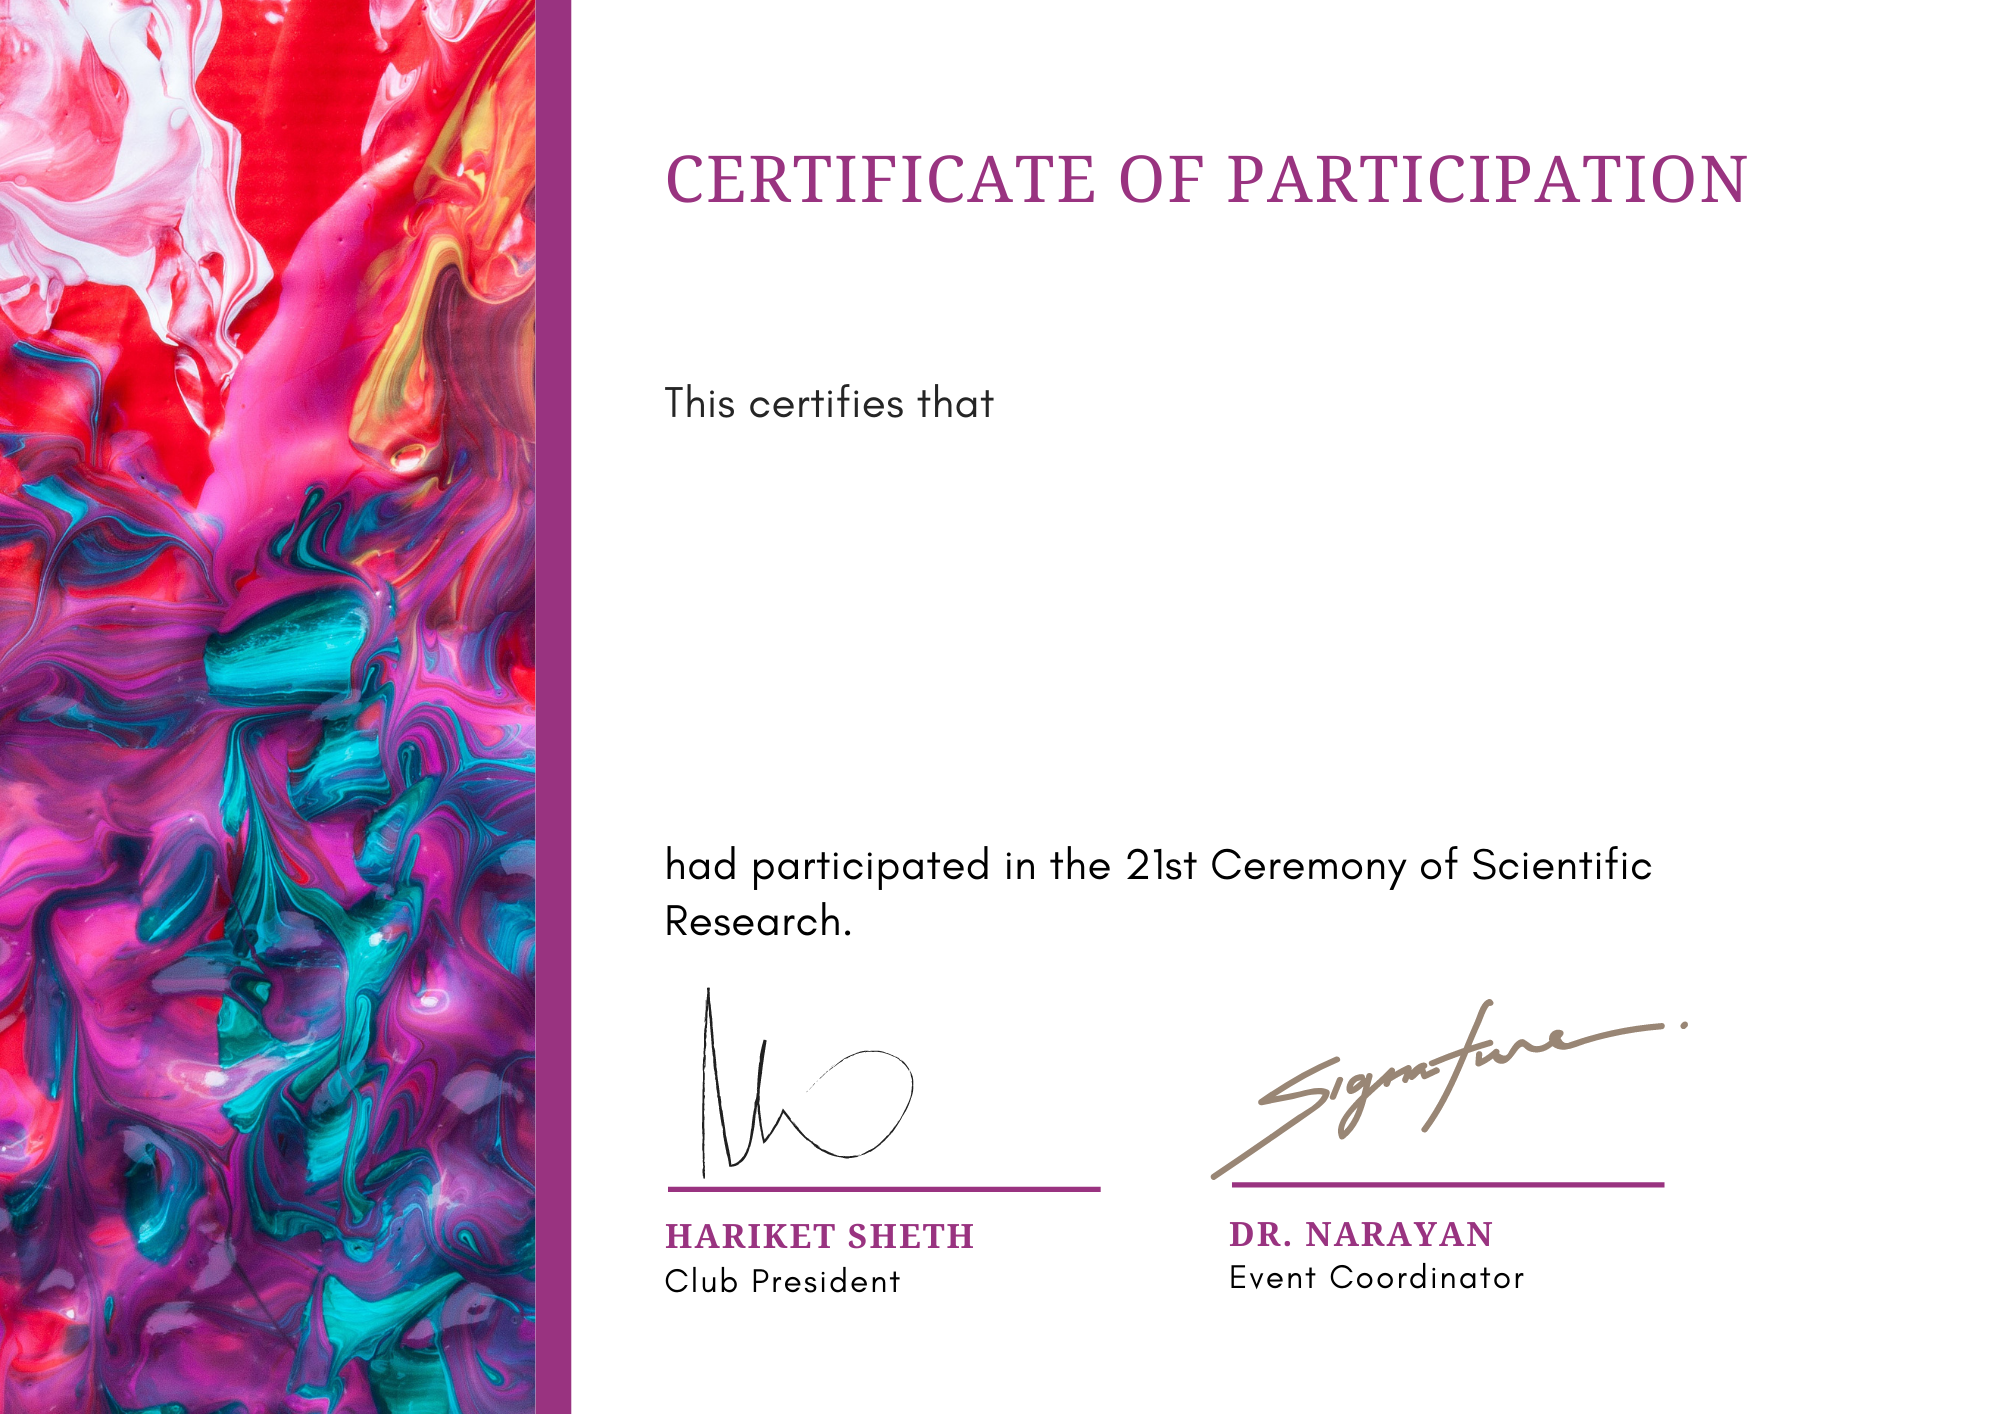 CERTIFICATE OF PARTICIPATION
This certifies that
had participated in the 21st Ceremony of Scientific
Research.
Signature
HARIKET SHETH
DR. NARAYAN
Club President
Event Coordinator